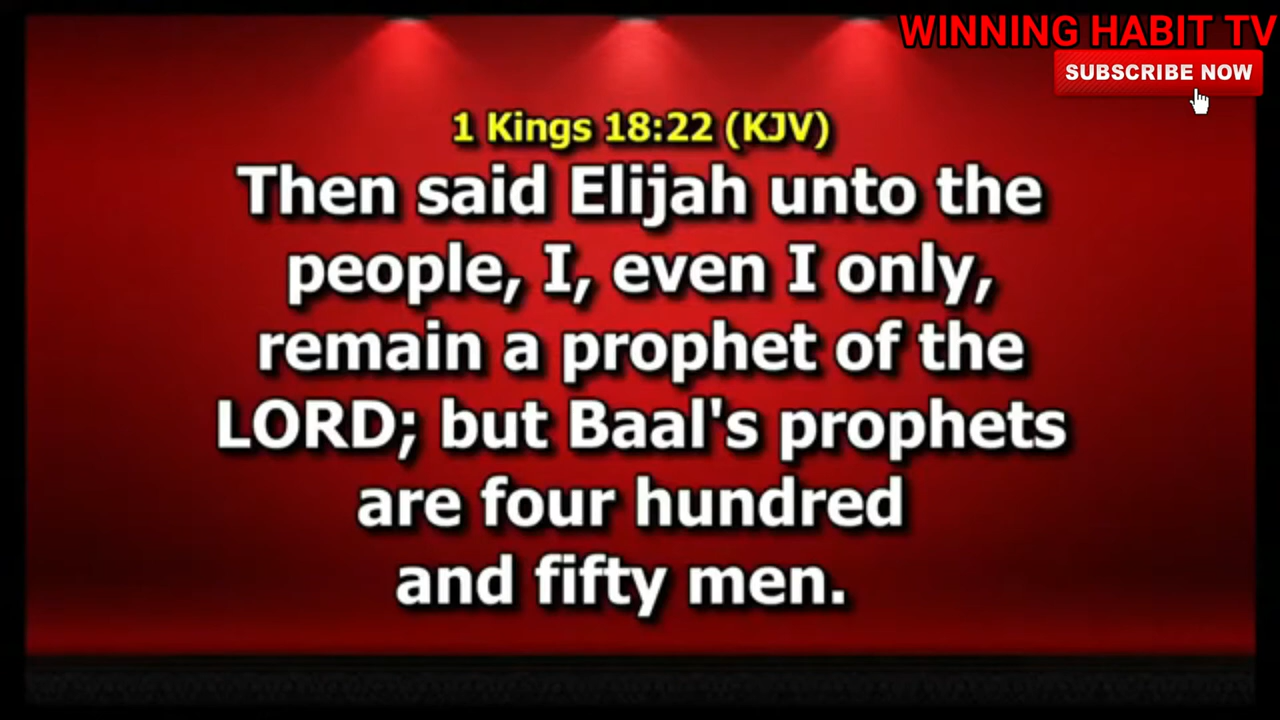 WINNING HABIT TV
SUBSCRIBE NOW
1 Kings 18:22 (KJV)
Then said Elijah unto the
people, I, even I only,
remain a prophet of the
LORD; but Baal's prophets
are four hundred
and fifty men.